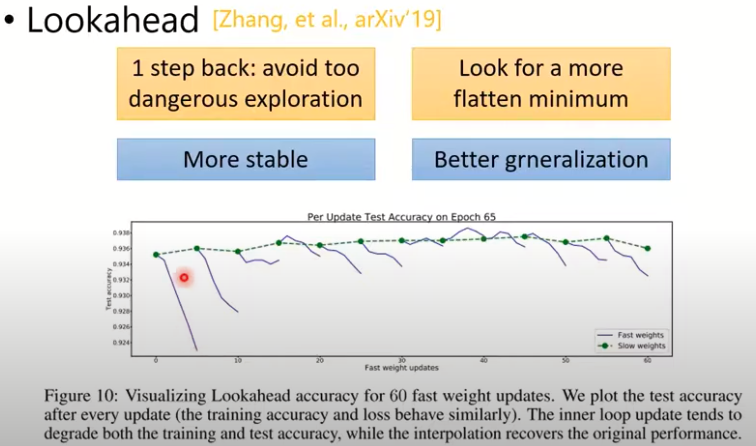 • Lookahead [Zhang, et al., arXiv'19]
1 step back: avoid too
dangerous exploration
Look for a more
flatten minimum
More stable
Better grneralization
Per Update Test Accuracy on Epoch 65
0.938
0.936
0.934
0.932
0.930
0.928
0.926
0.924
Test accuracy
0
10
20
30
40
50
60
Fast weight updates
Fast weights
Slow weights
Figure 10: Visualizing Lookahead accuracy for 60 fast weight updates. We plot the test accuracy
after every update (the training accuracy and loss behave similarly). The inner loop update tends to
degrade both the training and test accuracy, while the interpolation recovers the original performance.